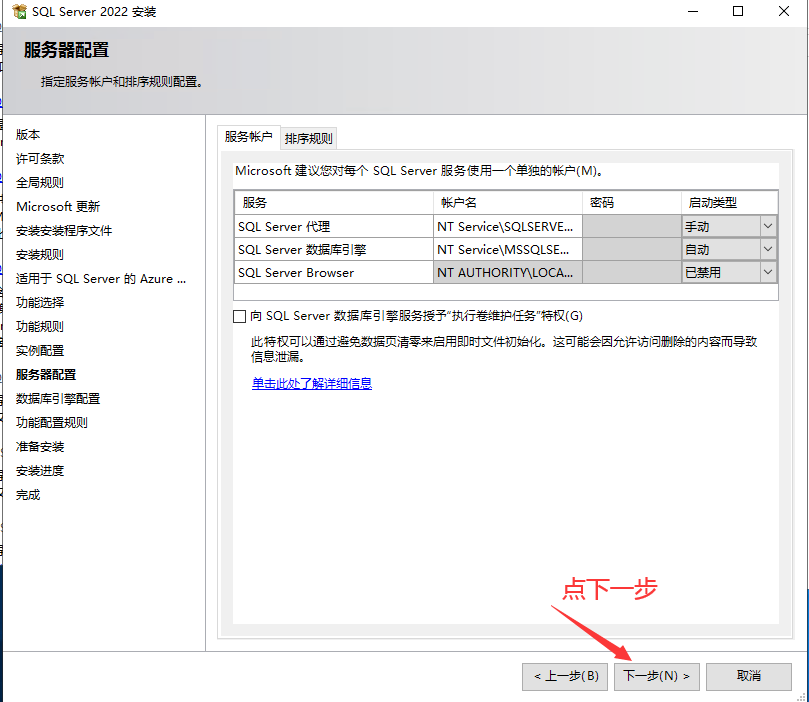 SQL Server 2022 安装
服务器配置
指定服务帐户和排序规则配置。
版本
许可条款
全局规则
Microsoft 更新
安装安装程序文件
安装规则
适用于 SQL Server 的 Azure ...
功能选择
功能规则
实例配置
服务器配置
数据库引擎配置
功能配置规则
准备安装
安装进度
完成
服务帐户 排序规则
Microsoft 建议您对每个 SQL Server 服务使用一个单独的帐户(M)。
服务 帐户名 密码 启动类型
SQL Server 代理 NT Service\SQLSERVE... 手动
SQL Server 数据库引擎 NT Service\MSSQLSE... 自动
SQL Server Browser NT AUTHORITY\LOCA... 已禁用
向 SQL Server 数据库引擎服务授予“执行卷维护任务”特权(G)
此特权可以通过避免数据页清零来启用即时文件初始化。这可能会因允许访问删除的内容而导致
信息泄漏。
单击此处了解详细信息
点下一步
< 上一步(B) 下一步(N) > 取消